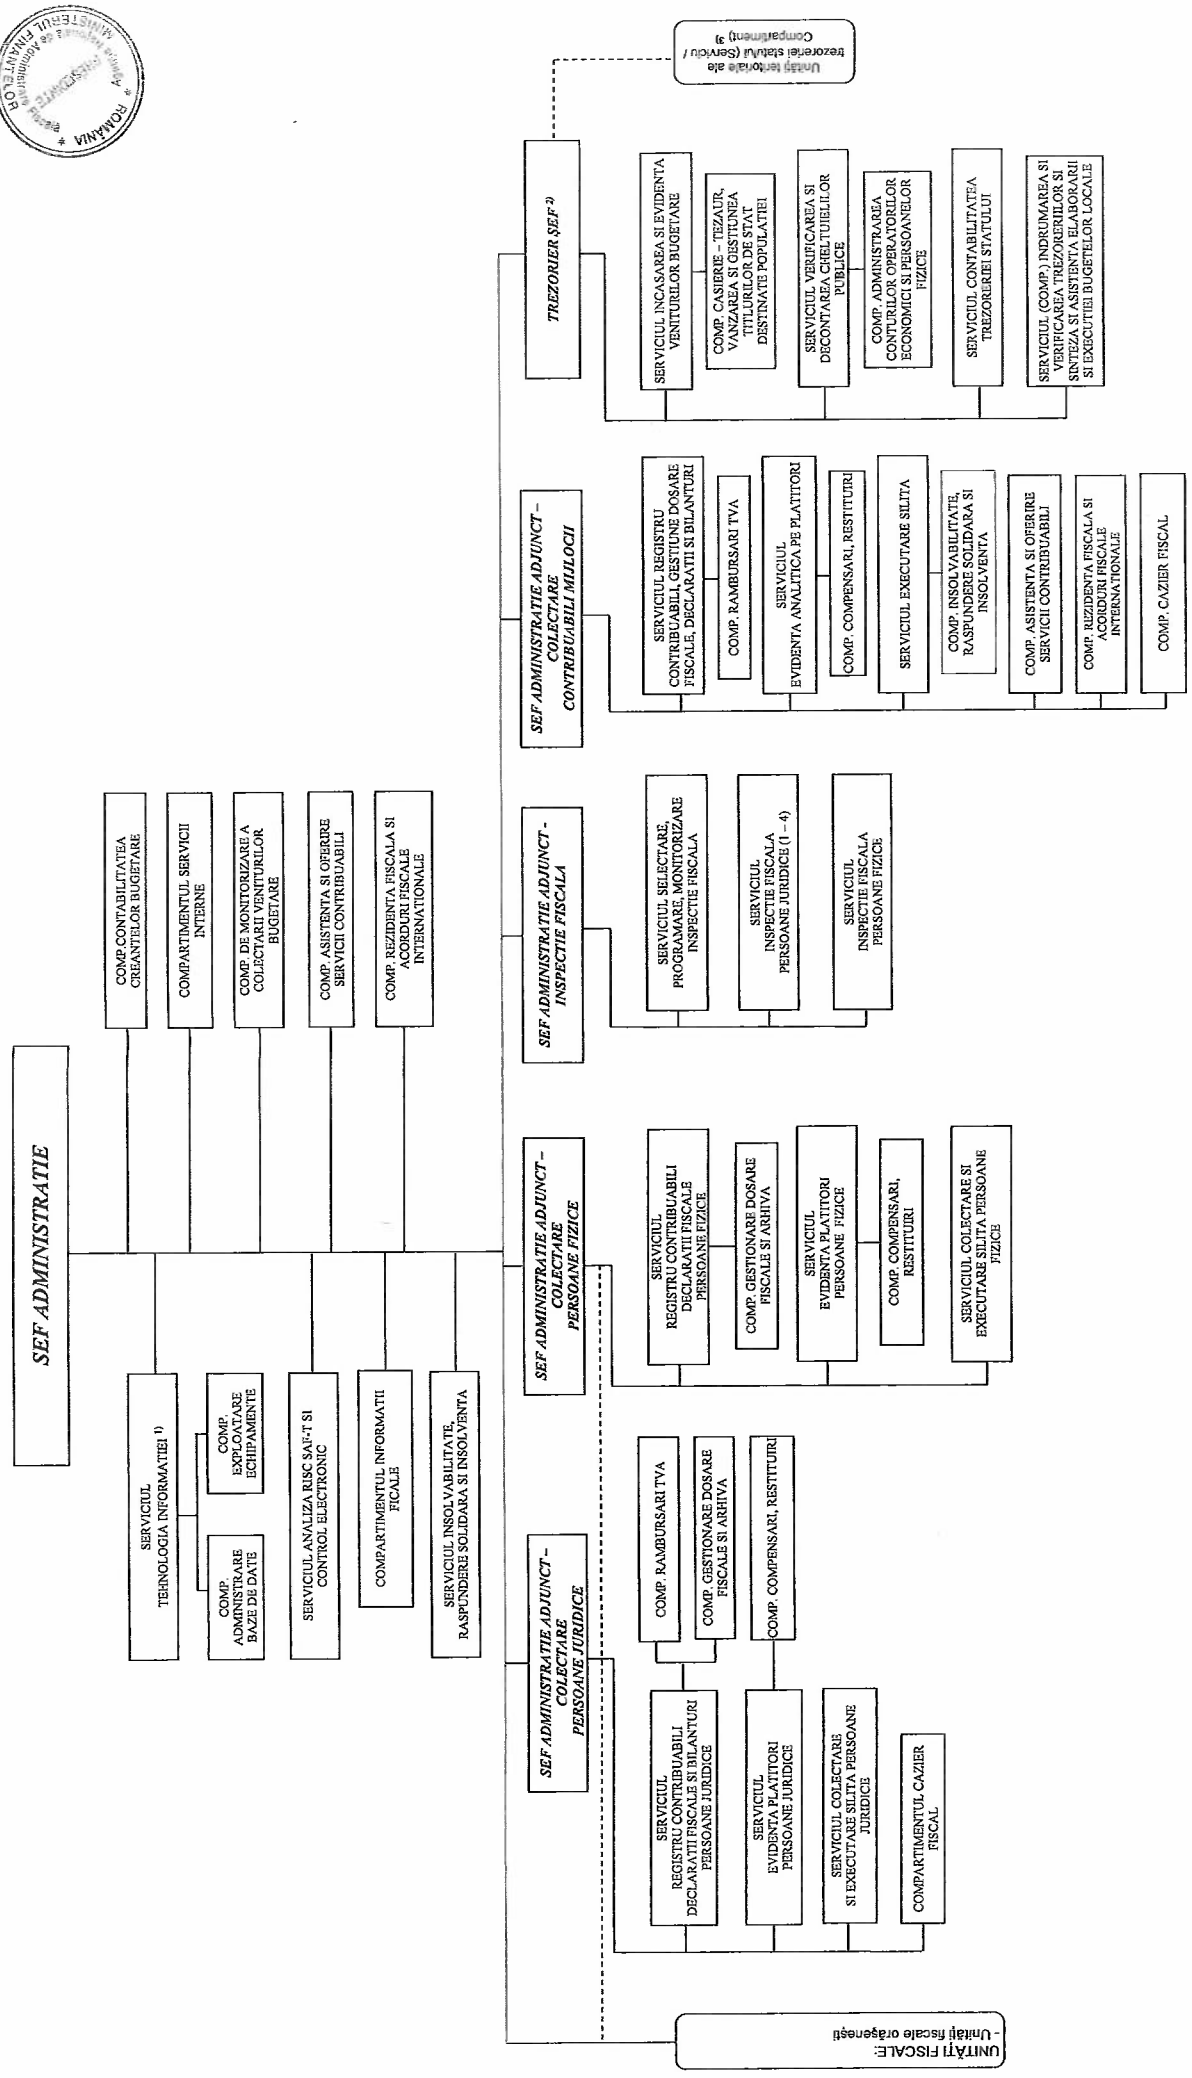 SEF ADMINISTRATIE
SERVICIUL
TEHNOLOGIA INFORMATIEI ¹⁾
COMP.
ADMINISTRARE
BAZE DE DATE
COMP.
EXPLOATARE
ECHIPAMENTE
SERVICIUL ANALIZA RISC SAF-T SI
CONTROL ELECTRONIC
COMPARTIMENTUL INFORMATII
FICALE
SERVICIUL INSOLVABILITATE,
RASPUNDERE SOLIDARA SI INSOLVENTA
COMP.CONTABILITATEA
CREANTELOR BUGETARE
COMPARTIMENTUL SERVICII
INTERNE
COMP. DE MONITORIZARE A
COLECTARII VENITURILOR
BUGETARE
COMP. ASISTENTA SI OFERIRE
SERVICII CONTRIBUABILI
COMP. REZIDENTA FISCALA SI
ACORDURI FISCALE
INTERNATIONALE
UNITĂȚI FISCALE:
- Unități fiscale orășenești
SEF ADMINISTRATIE ADJUNCT –
COLECTARE
PERSOANE JURIDICE
SERVICIUL
REGISTRU CONTRIBUABILI
DECLARATII FISCALE SI BILANTURI
PERSOANE JURIDICE
COMP. RAMBURSARI TVA
COMP. GESTIONARE DOSARE
FISCALE SI ARHIVA
SERVICIUL
EVIDENTA PLATITORI
PERSOANE JURIDICE
COMP. COMPENSARI, RESTITUIRI
SERVICIUL COLECTARE
SI EXECUTARE SILITA PERSOANE
JURIDICE
COMPARTIMENTUL CAZIER
FISCAL
SEF ADMINISTRATIE ADJUNCT –
COLECTARE
PERSOANE FIZICE
SERVICIUL
REGISTRU CONTRIBUABILI
DECLARATII FISCALE
PERSOANE FIZICE
COMP. GESTIONARE DOSARE
FISCALE SI ARHIVA
SERVICIUL
EVIDENTA PLATITORI
PERSOANE FIZICE
COMP. COMPENSARI,
RESTITUIRI
SERVICIUL COLECTARE SI
EXECUTARE SILITA PERSOANE
FIZICE
SEF ADMINISTRATIE ADJUNCT -
INSPECTIE FISCALA
SERVICIUL SELECTARE,
PROGRAMARE, MONITORIZARE
INSPECTIE FISCALA
SERVICIUL
INSPECTIE FISCALA
PERSOANE JURIDICE (1 – 4)
SERVICIUL
INSPECTIE FISCALA
PERSOANE FIZICE
SEF ADMINISTRATIE ADJUNCT –
COLECTARE
CONTRIBUABILI MIJLOCII
SERVICIUL REGISTRU
CONTRIBUABILI, GESTIUNE DOSARE
FISCALE, DECLARATII SI BILANTURI
COMP. RAMBURSARI TVA
SERVICIUL
EVIDENTA ANALITICA PE PLATITORI
COMP. COMPENSARI, RESTITUIRI
SERVICIUL EXECUTARE SILITA
COMP. INSOLVABILITATE,
RASPUNDERE SOLIDARA SI
INSOLVENTA
COMP. ASISTENTA SI OFERIRE
SERVICII CONTRIBUABILI
COMP. REZIDENTA FISCALA SI
ACORDURI FISCALE
INTERNATIONALE
COMP. CAZIER FISCAL
TREZORIER ȘEF ²⁾
SERVICIUL INCASAREA SI EVIDENTA
VENITURILOR BUGETARE
COMP. CASIERIE – TEZAUR,
VANZAREA SI GESTIUNEA
TITLURILOR DE STAT
DESTINATE POPULATIEI
SERVICIUL VERIFICAREA SI
DECONTAREA CHELTUIELILOR
PUBLICE
COMP. ADMINISTRAREA
CONTURILOR OPERATORILOR
ECONOMICI SI PERSOANELOR
FIZICE
SERVICIUL CONTABILITATEA
TREZORERIEI STATULUI
SERVICIUL (COMP.) INDRUMAREA SI
VERIFICAREA TREZORERIILOR SI
SINTEZA SI ASISTENTA ELABORARII
SI EXECUTIEI BUGETELOR LOCALE
Unități teritoriale ale
trezoreriei statului (Serviciu /
Compartiment) ³⁾
* ROMÂNIA *
MINISTERUL FINANȚELOR
Agenția Națională de Administrare
Fiscală
PREȘEDINTE